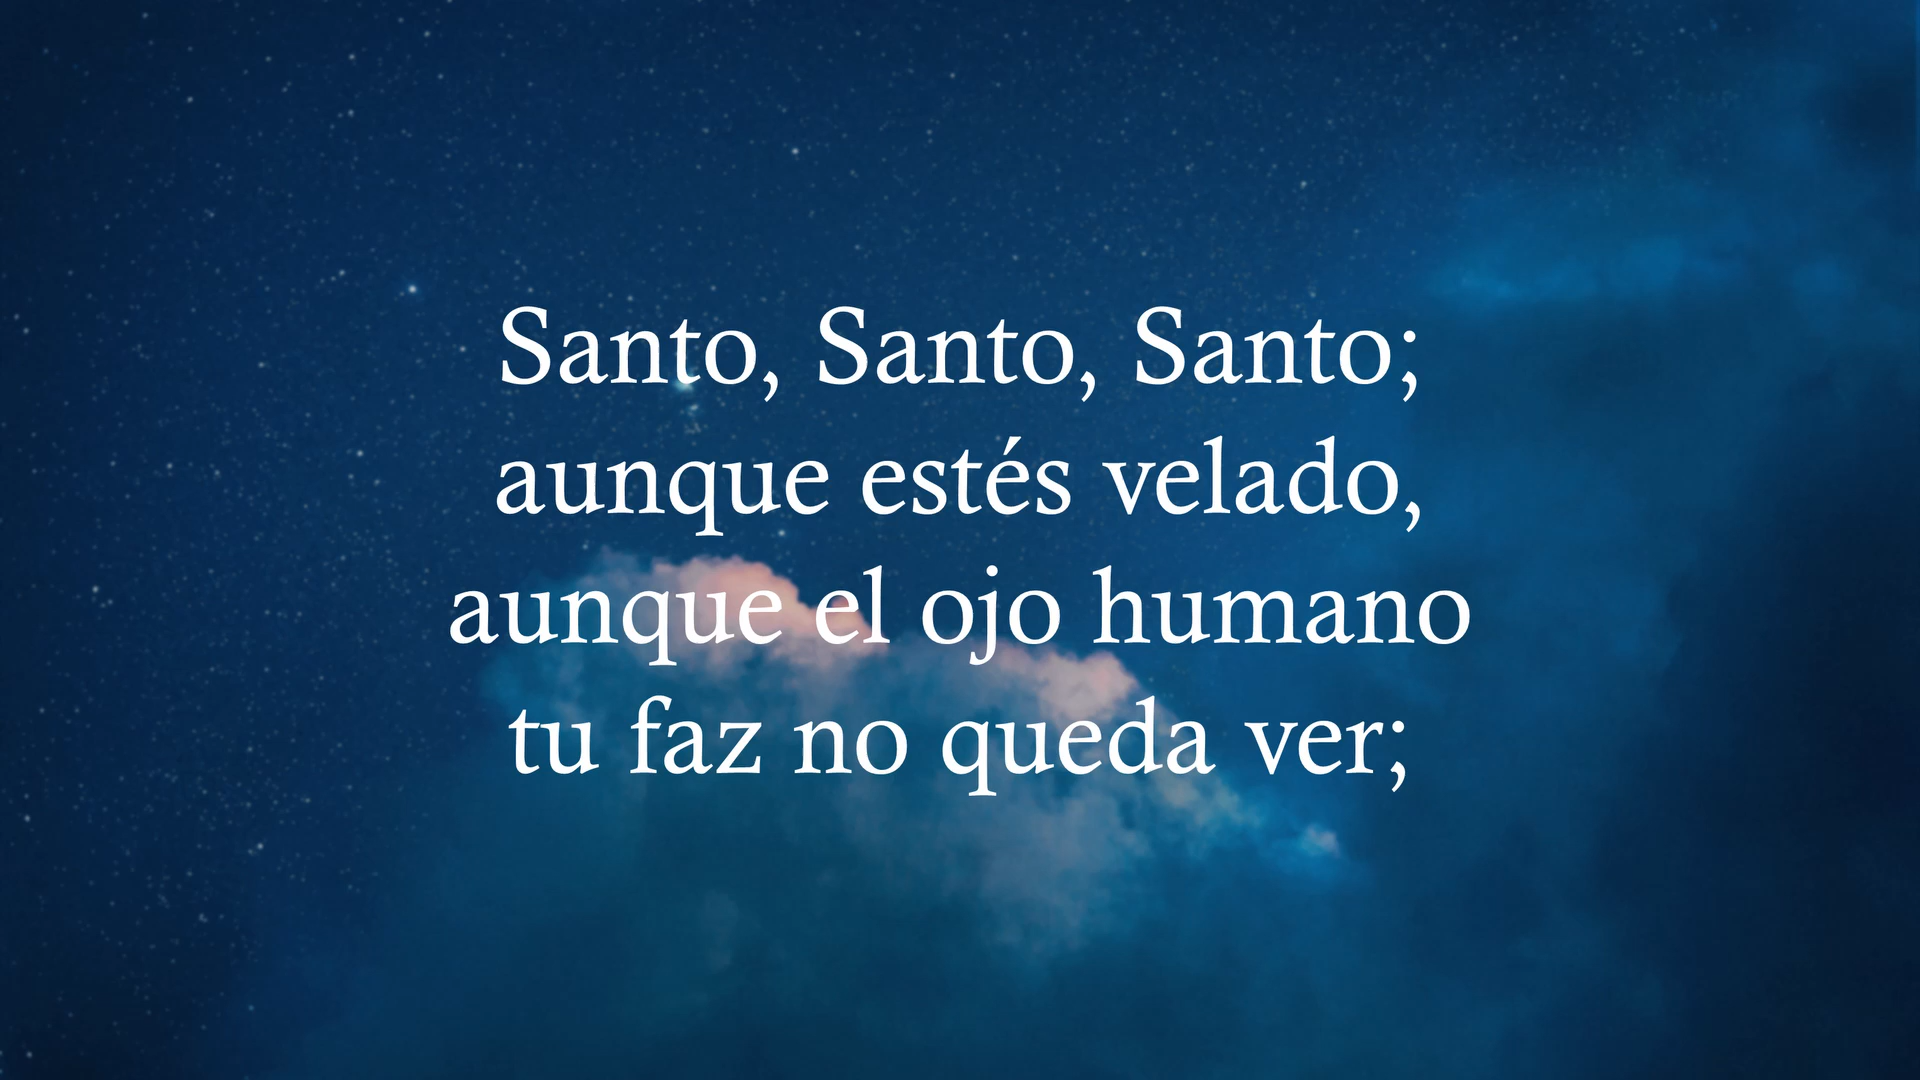 Santo, Santo, Santo;
aunque estés velado,
aunque el ojo humano
tu faz no queda ver;